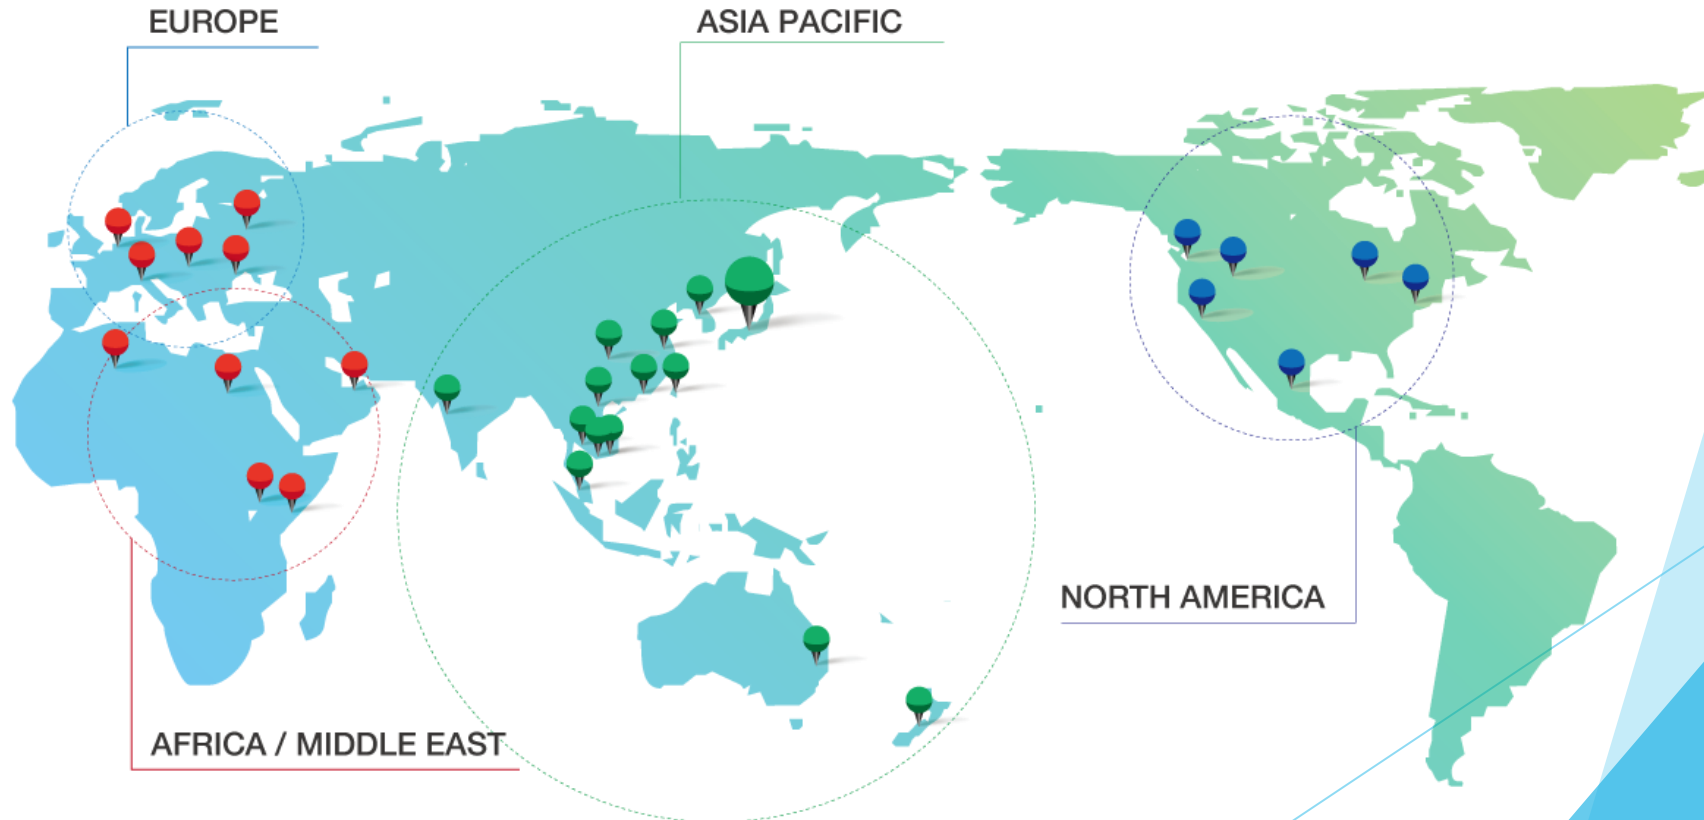 EUROPE
ASIA PACIFIC
NORTH AMERICA
AFRICA / MIDDLE EAST